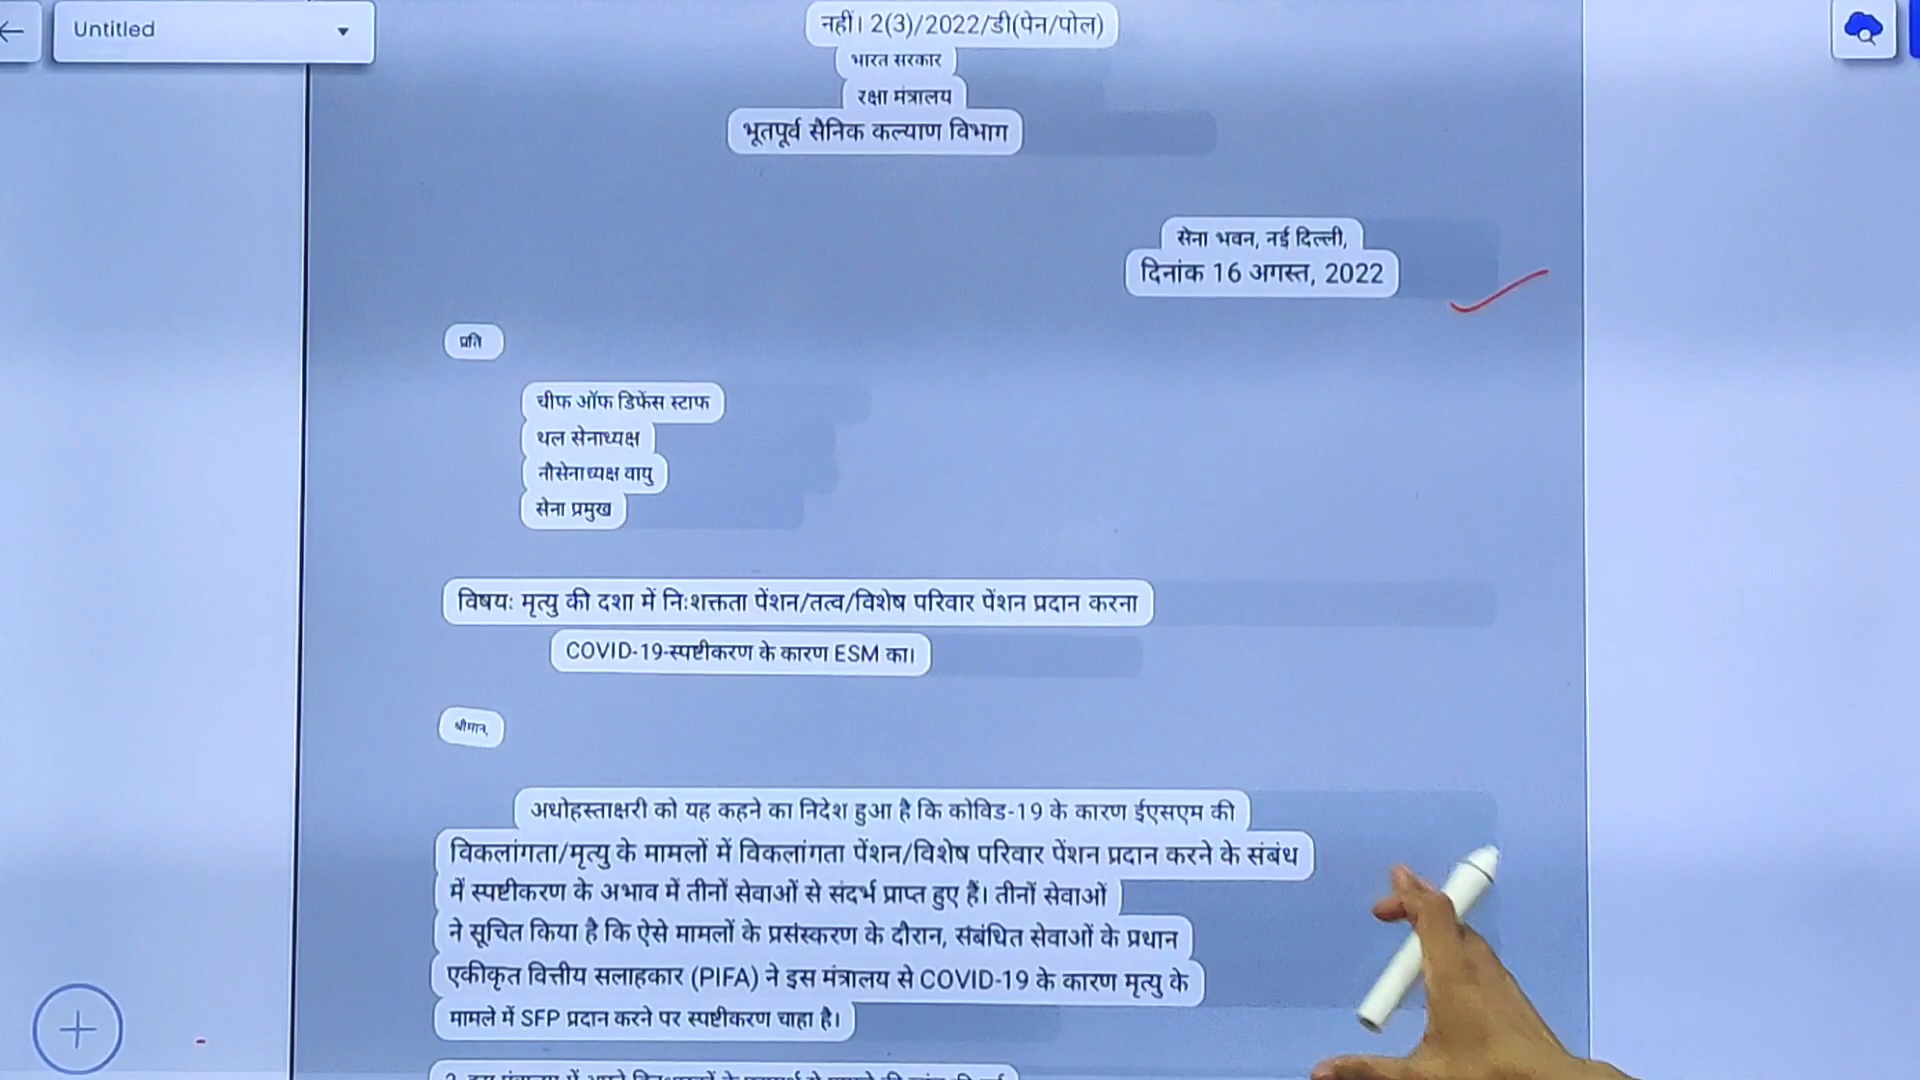 Untitled
नहीं। 2(3)/2022/डी(पेन/पोल)
भारत सरकार
रक्षा मंत्रालय
भूतपूर्व सैनिक कल्याण विभाग
सेना भवन, नई दिल्ली,
दिनांक 16 अगस्त, 2022
प्रति
चीफ ऑफ डिफेंस स्टाफ
थल सेनाध्यक्ष
नौसेनाध्यक्ष वायु
सेना प्रमुख
विषयः मृत्यु की दशा में निःशक्तता पेंशन/तत्व/विशेष परिवार पेंशन प्रदान करना
COVID-19-स्पष्टीकरण के कारण ESM का।
श्रीमान,
अधोहस्ताक्षरी को यह कहने का निदेश हुआ है कि कोविड-19 के कारण ईएसएम की
विकलांगता/मृत्यु के मामलों में विकलांगता पेंशन/विशेष परिवार पेंशन प्रदान करने के संबंध
में स्पष्टीकरण के अभाव में तीनों सेवाओं से संदर्भ प्राप्त हुए हैं। तीनों सेवाओं
ने सूचित किया है कि ऐसे मामलों के प्रसंस्करण के दौरान, संबंधित सेवाओं के प्रधान
एकीकृत वित्तीय सलाहकार (PIFA) ने इस मंत्रालय से COVID-19 के कारण मृत्यु के
मामले में SFP प्रदान करने पर स्पष्टीकरण चाहा है।